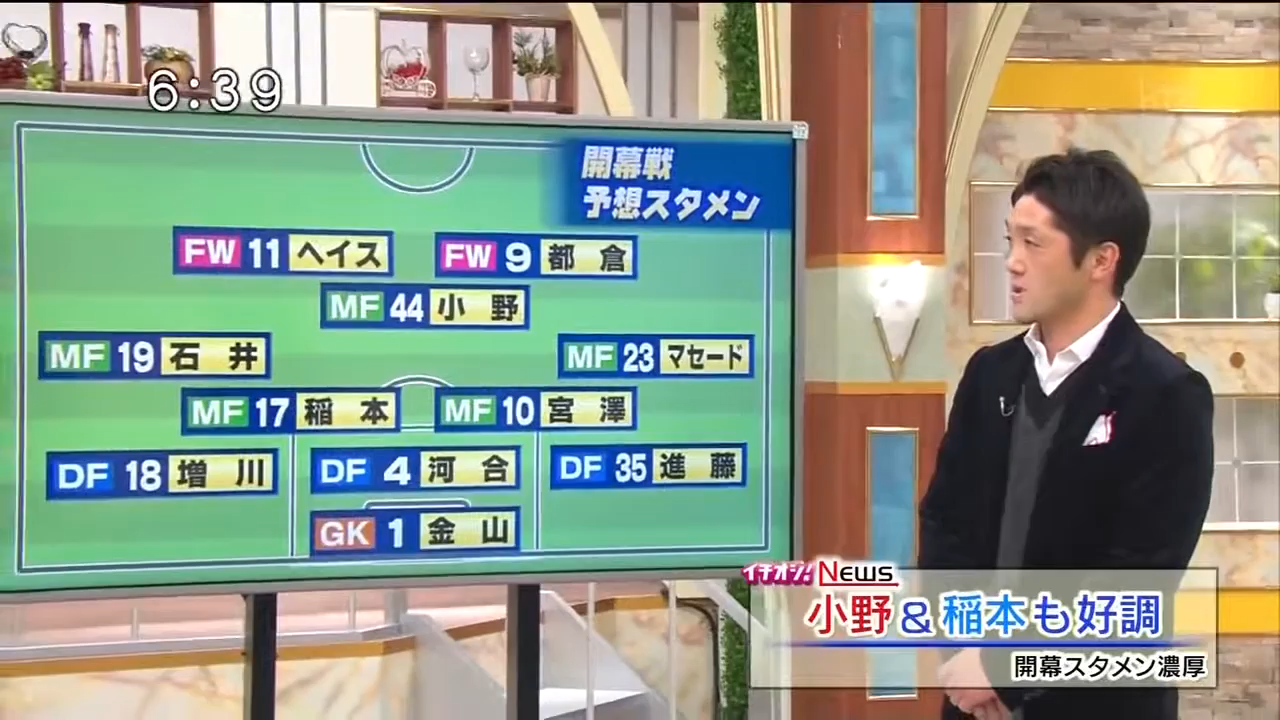 6:39
開幕戦
予想スタメン
FW 11 ヘイス
FW 9 都倉
MF 44 小野
MF 19 石井
MF 23 マセード
MF 17 稲本
MF 10 宮澤
DF 18 増川
DF 4 河合
DF 35 進藤
GK 1 金山
イチオシ! NEWS
小野&稲本も好調
開幕スタメン濃厚